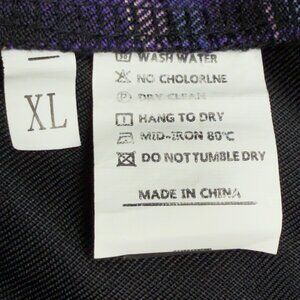 XL
WASH WATER
NO CHOLORLNE
DRY CLEAN
HANG TO DRY
MID-IRON 80°C
DO NOT TUMBLE DRY
MADE IN CHINA